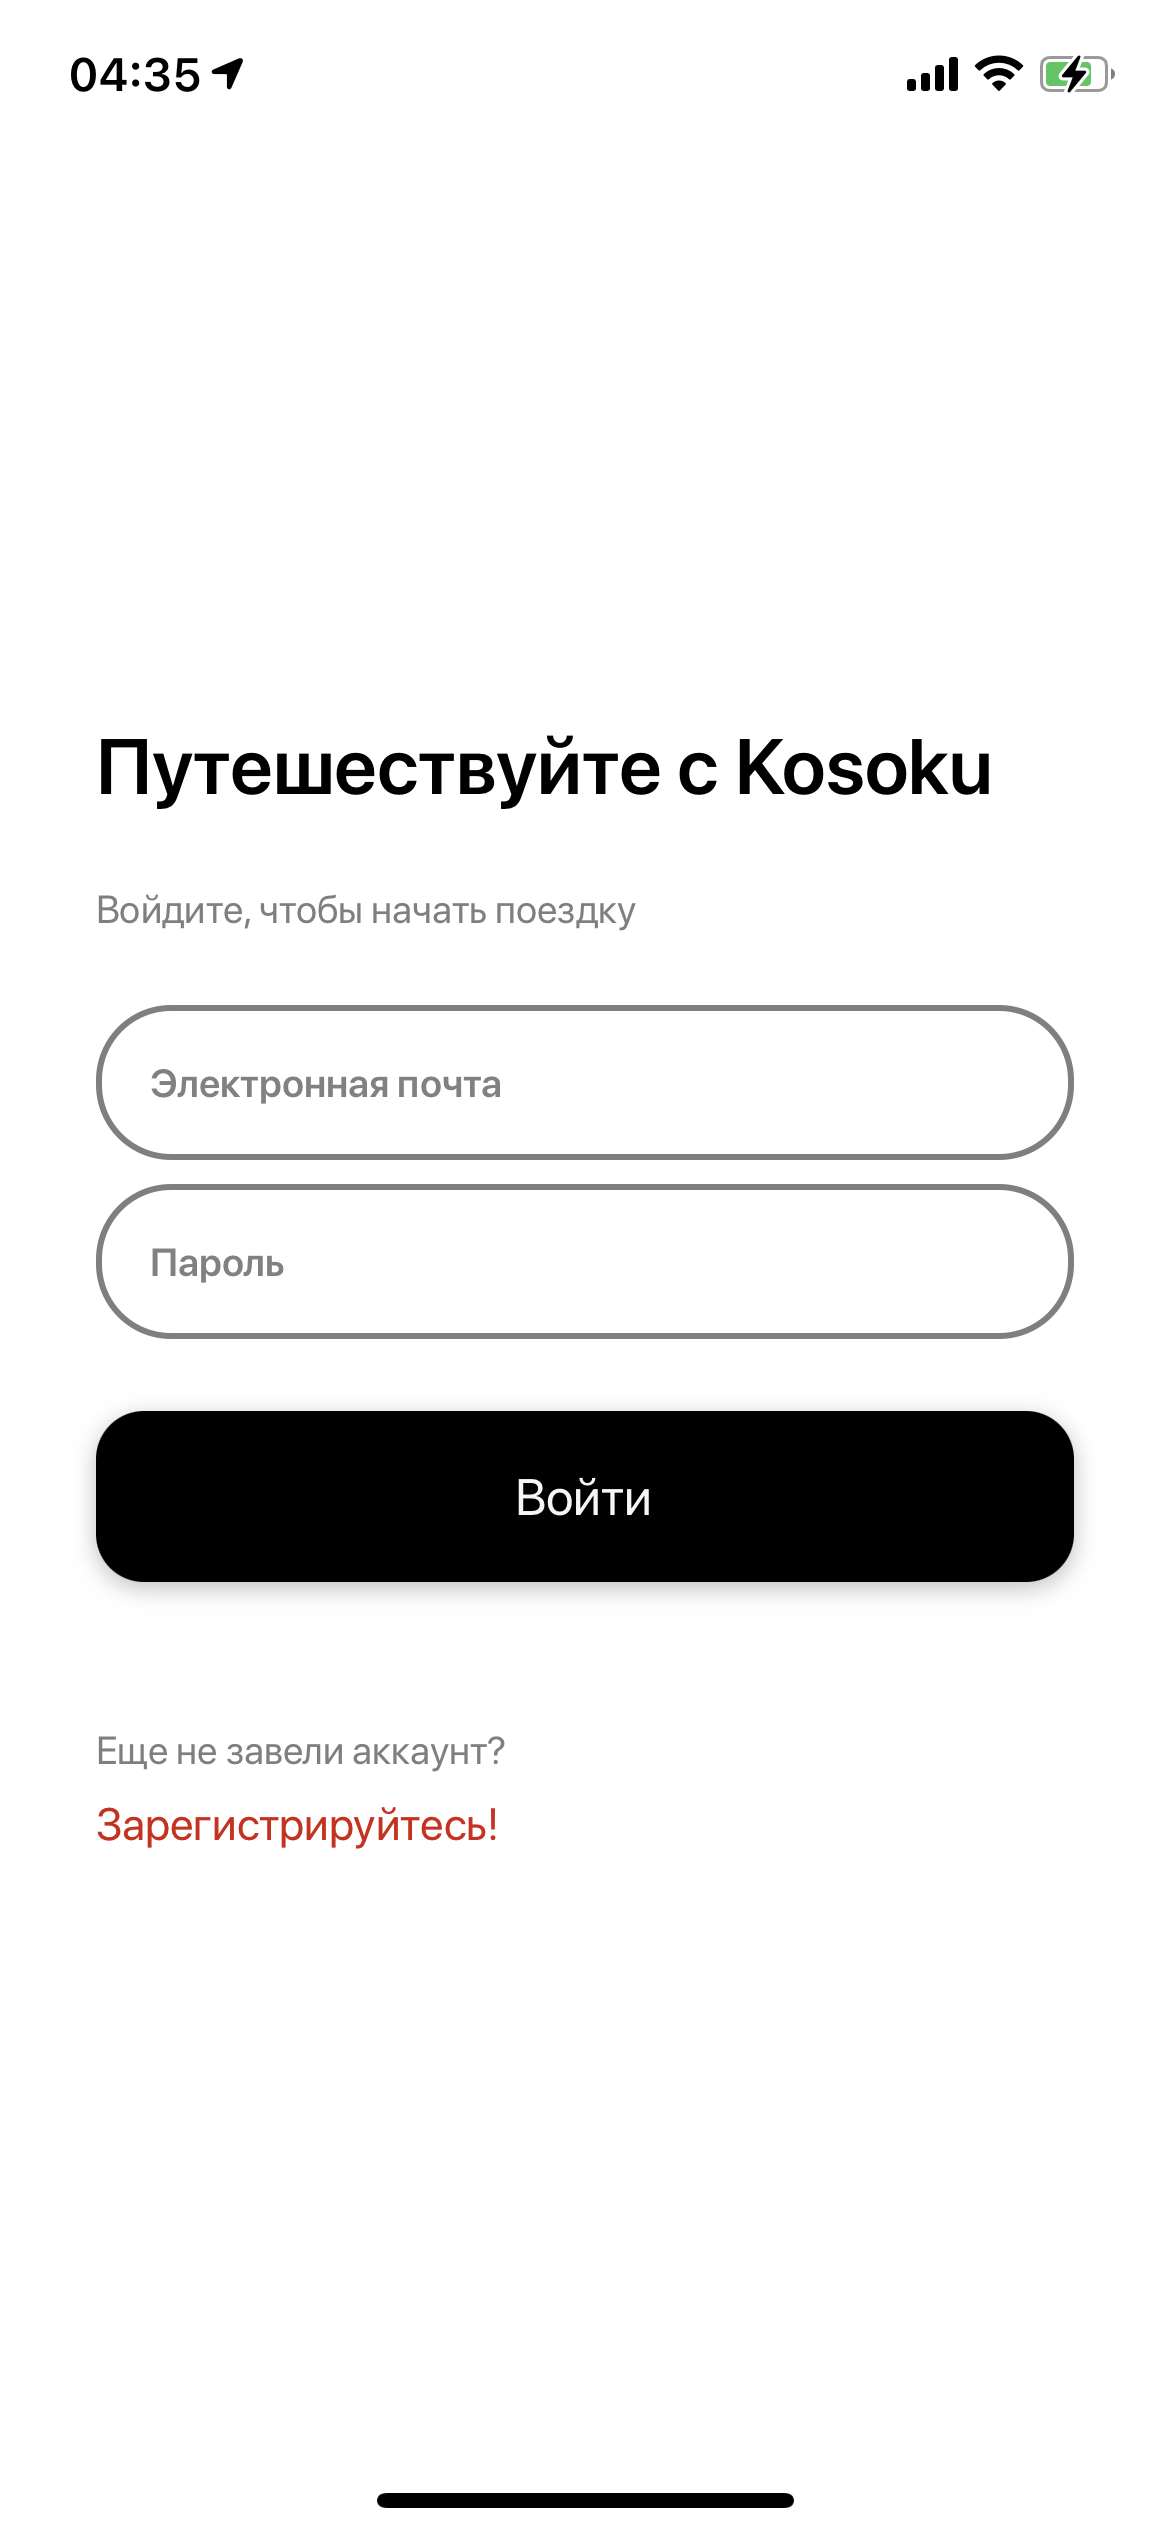 04:35
Путешествуйте с Kosoku
Войдите, чтобы начать поездку
Электронная почта
Пароль
Войти
Еще не завели аккаунт?
Зарегистрируйтесь!